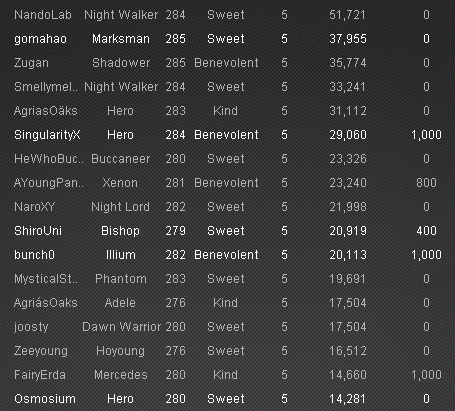 NandoLab Night Walker 284 Sweet 5 51,721 0
gomahao Marksman 285 Sweet 5 37,955 0
Zugan Shadower 285 Benevolent 5 35,774 0
Smellymel.. Night Walker 284 Sweet 5 33,241 0
AgriasOäks Hero 283 Kind 5 31,112 0
SingularityX Hero 284 Benevolent 5 29,060 1,000
HeWhoBuc.. Buccaneer 280 Sweet 5 23,326 0
AYoungPan.. Xenon 281 Benevolent 5 23,240 800
NaroXY Night Lord 282 Sweet 5 21,998 0
ShiroUni Bishop 279 Sweet 5 20,919 400
bunch0 Illium 282 Benevolent 5 20,113 1,000
MysticalSt.. Phantom 283 Sweet 5 19,691 0
AgriásOaks Adele 276 Kind 5 17,504 0
joosty Dawn Warrior 280 Sweet 5 17,504 0
Zeeyoung Hoyoung 276 Sweet 5 16,512 0
FairyErda Mercedes 280 Kind 5 14,660 1,000
Osmosium Hero 280 Sweet 5 14,281 0